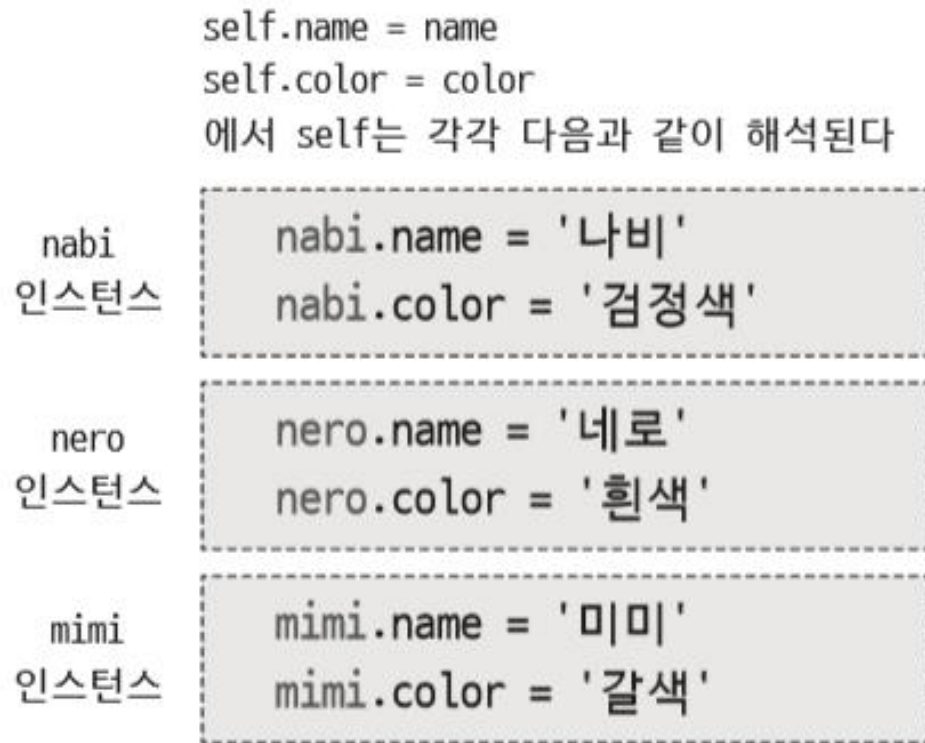 self.name = name
self.color = color
에서 self는 각각 다음과 같이 해석된다
nabi
인스턴스
nabi.name = '나비'
nabi.color = '검정색'
nero
인스턴스
nero.name = '네로'
nero.color = '흰색'
mimi
인스턴스
mimi.name = '미미'
mimi.color = '갈색'